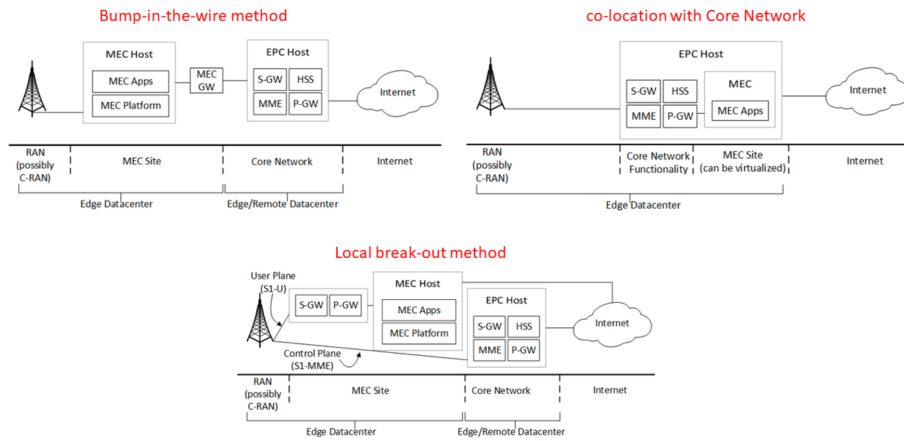 Bump-in-the-wire method
MEC Host
MEC Apps
MEC Platform
MEC
GW
EPC Host
S-GW
HSS
MME
P-GW
Internet
RAN
(possibly
C-RAN)
MEC Site
Core Network
Internet
Edge Datacenter
Edge/Remote Datacenter
co-location with Core Network
EPC Host
S-GW
HSS
MME
P-GW
MEC
MEC Apps
Internet
RAN
(possibly
C-RAN)
Core Network
Functionality
MEC Site
(can be virtualized)
Internet
Edge Datacenter
Local break-out method
User Plane
(S1-U)
S-GW
P-GW
MEC Host
MEC Apps
MEC Platform
EPC Host
S-GW
HSS
MME
P-GW
Internet
Control Plane
(S1-MME)
RAN
(possibly
C-RAN)
MEC Site
Core Network
Internet
Edge Datacenter
Edge/Remote Datacenter